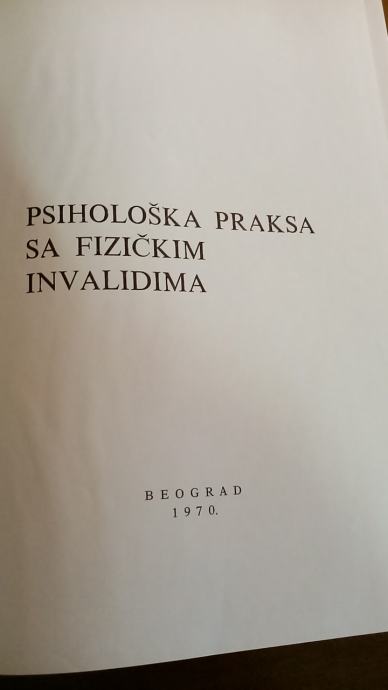 PSIHOLOŠKA PRAKSA
SA FIZIČKIM
INVALIDIMA
BEOGRAD
1970.